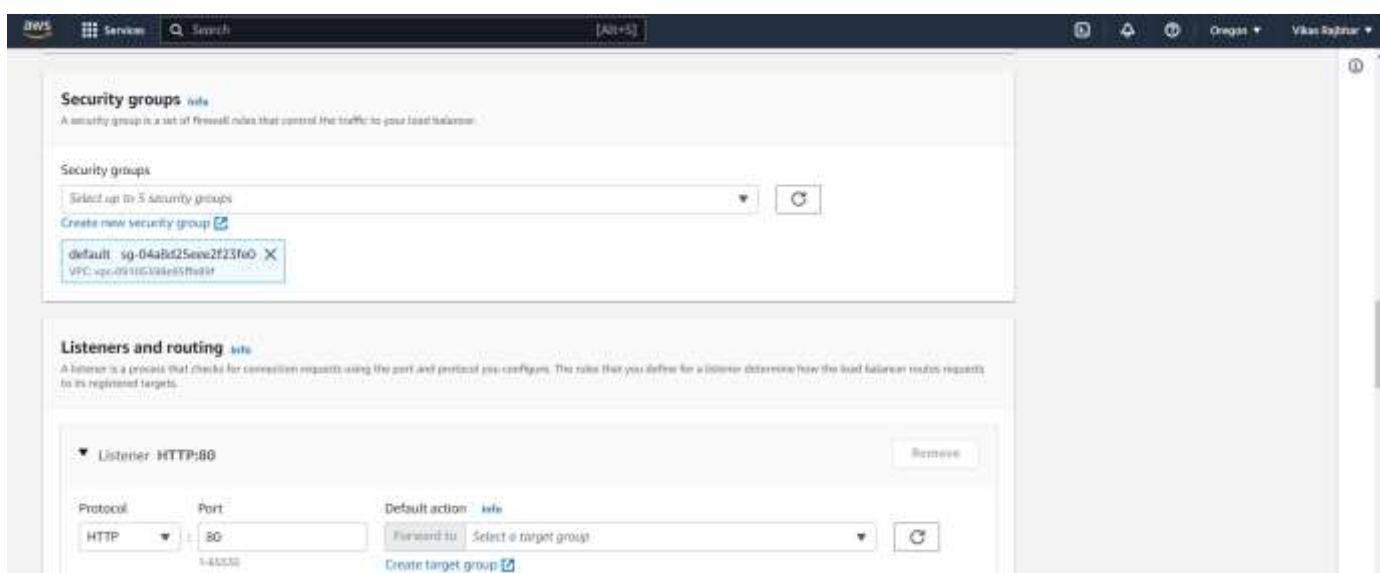 aws Services Search [Alt+S] Oregon Vikas Rajbhar
Security groups Info
A security group is a set of firewall rules that control the traffic to your load balancer.
Security groups
Select up to 5 security groups
Create new security group
default sg-04a8d25eee2f23fe0
VPC:
Listeners and routing Info
A listener is a process that checks for connection requests using the port and protocol you configure. The rules that you define for a listener determine how the load balancer routes requests
to its registered targets.
Listener HTTP:80
Remove
Protocol Port Default action Info
HTTP : 80 Forward to Select a target group
1-65535
Create target group